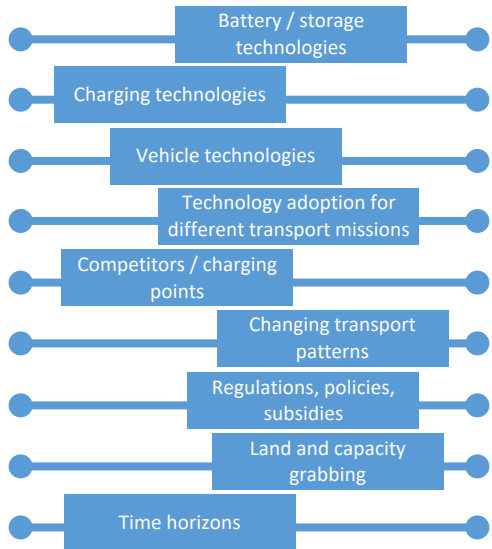 Battery / storage
technologies
Charging technologies
Vehicle technologies
Technology adoption for
different transport missions
Competitors / charging
points
Changing transport
patterns
Regulations, policies,
subsidies
Land and capacity
grabbing
Time horizons